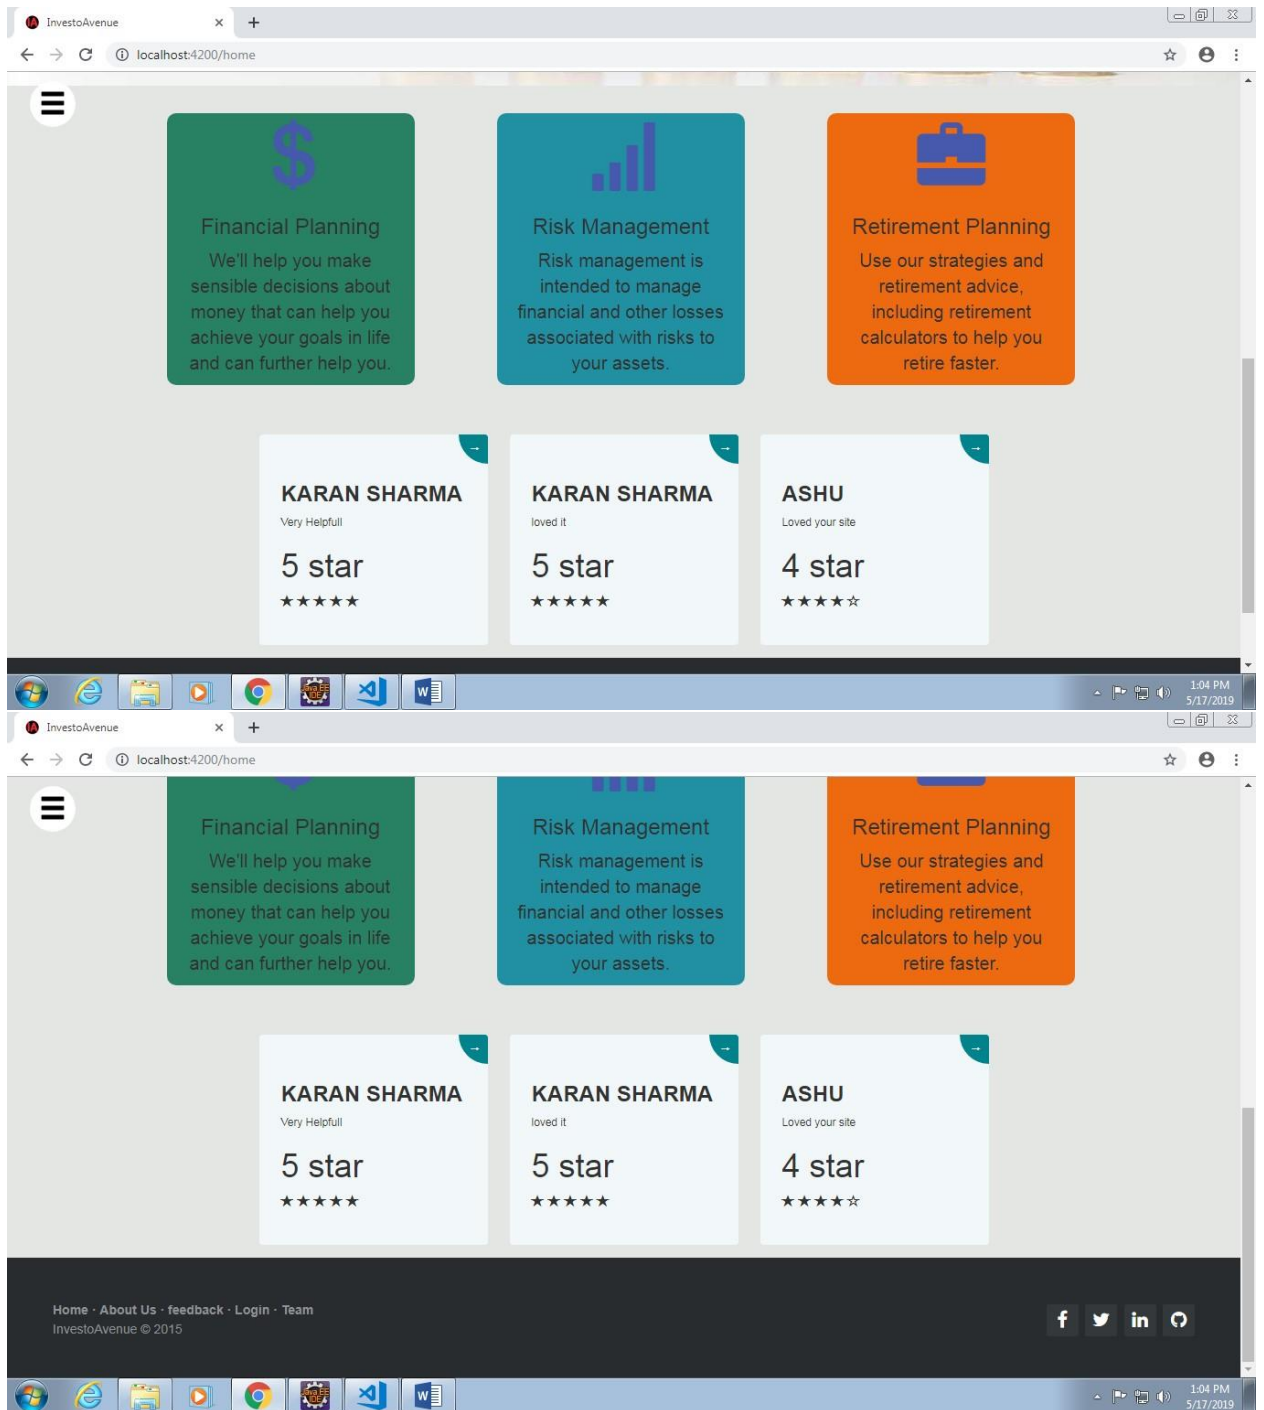 InvestoAvenue
localhost:4200/home
Financial Planning
We'll help you make
sensible decisions about
money that can help you
achieve your goals in life
and can further help you.
Risk Management
Risk management is
intended to manage
financial and other losses
associated with risks to
your assets.
Retirement Planning
Use our strategies and
retirement advice,
including retirement
calculators to help you
retire faster.
KARAN SHARMA
Very Helpfull
5 star
★★★★★
KARAN SHARMA
loved it
5 star
★★★★★
ASHU
Loved your site
4 star
★★★★☆
Java EE
IDE
W
1:04 PM
5/17/2019
InvestoAvenue
localhost:4200/home
Financial Planning
We'll help you make
sensible decisions about
money that can help you
achieve your goals in life
and can further help you.
Risk Management
Risk management is
intended to manage
financial and other losses
associated with risks to
your assets.
Retirement Planning
Use our strategies and
retirement advice,
including retirement
calculators to help you
retire faster.
KARAN SHARMA
Very Helpfull
5 star
★★★★★
KARAN SHARMA
loved it
5 star
★★★★★
ASHU
Loved your site
4 star
★★★★☆
Home · About Us · feedback · Login · Team
InvestoAvenue © 2015
f in
Java EE
IDE
W
1:04 PM
5/17/2019